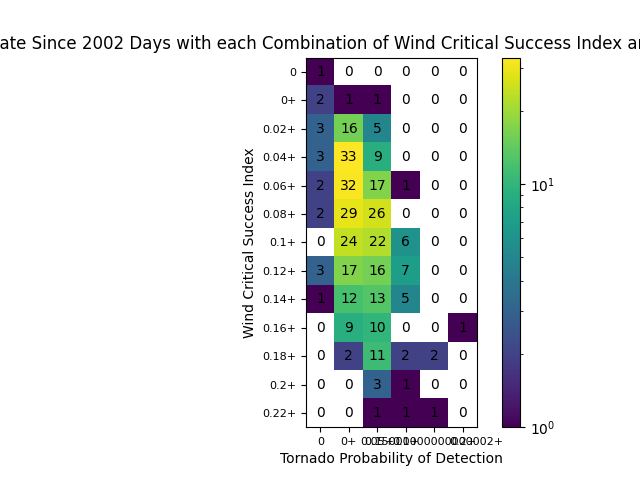 ate Since 2002 Days with each Combination of Wind Critical Success Index a
Wind Critical Success Index
0 1 0 0 0 0 0
0+ 2 1 1 0 0 0
0.02+ 3 16 5 0 0 0
0.04+ 3 33 9 0 0 0
0.06+ 2 32 17 1 0 0
0.08+ 2 29 26 0 0 0
0.1+ 0 24 22 6 0 0
0.12+ 3 17 16 7 0 0
0.14+ 1 12 13 5 0 0
0.16+ 0 9 10 0 0 1
0.18+ 0 2 11 2 2 0
0.2+ 0 0 3 1 0 0
0.22+ 0 0 1 1 1 0
0 0+
Tornado Probability of Detection
10^1
10^0